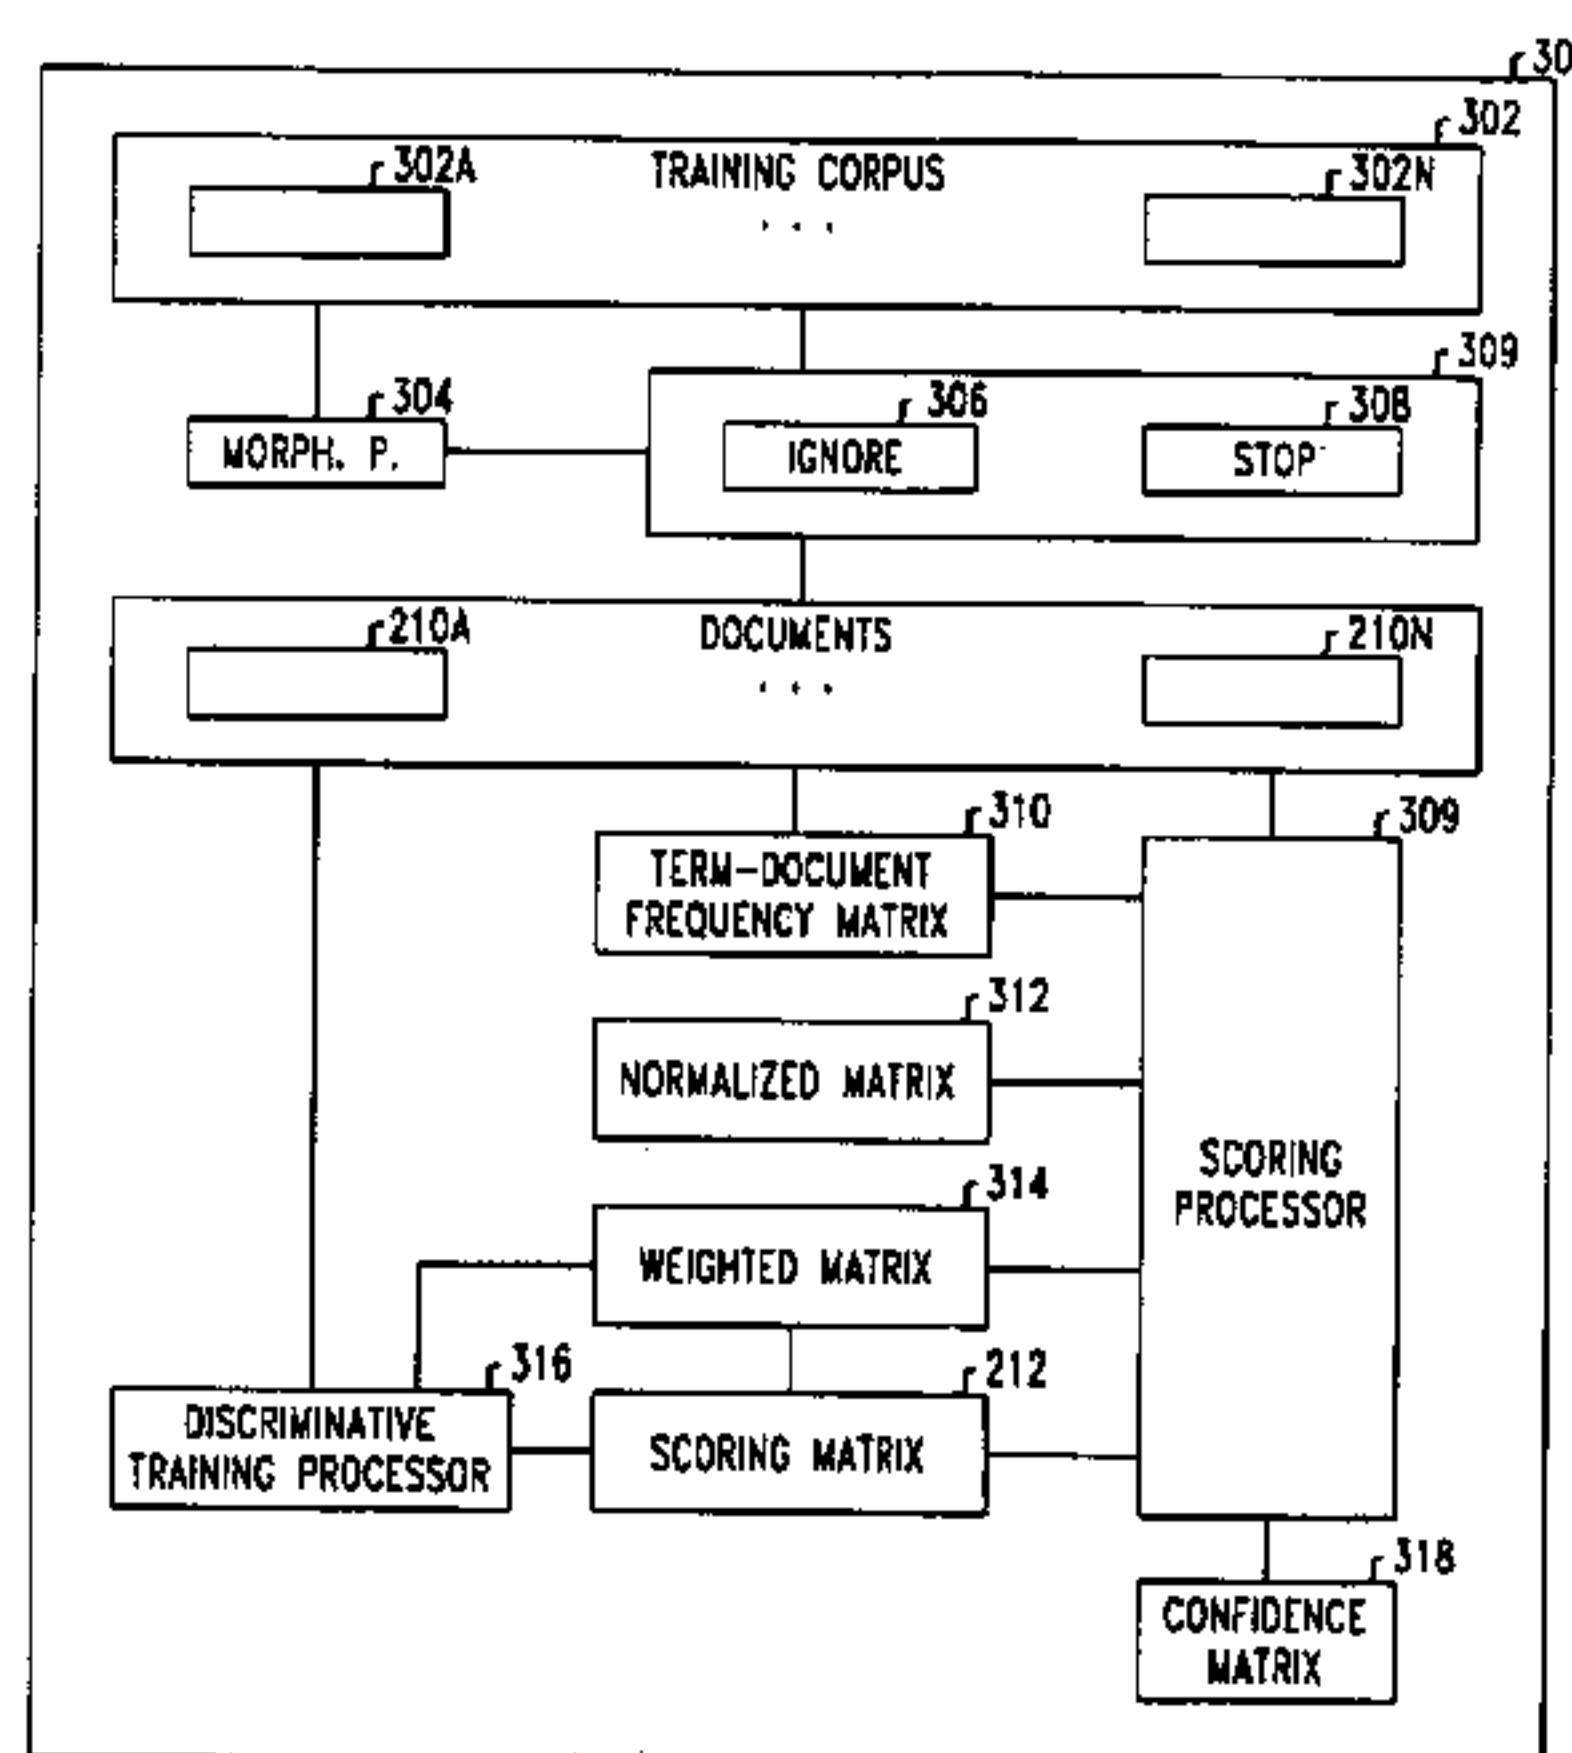 30
302
302A
TRAINING CORPUS
302N
. . .
309
304
306
308
MORPH. P.
IGNORE
STOP
210A
DOCUMENTS
210N
. . .
310
309
TERM-DOCUMENT
FREQUENCY MATRIX
312
NORMALIZED MATRIX
SCORING
PROCESSOR
314
WEIGHTED MATRIX
316
212
DISCRIMINATIVE
TRAINING PROCESSOR
SCORING MATRIX
318
CONFIDENCE
MATRIX